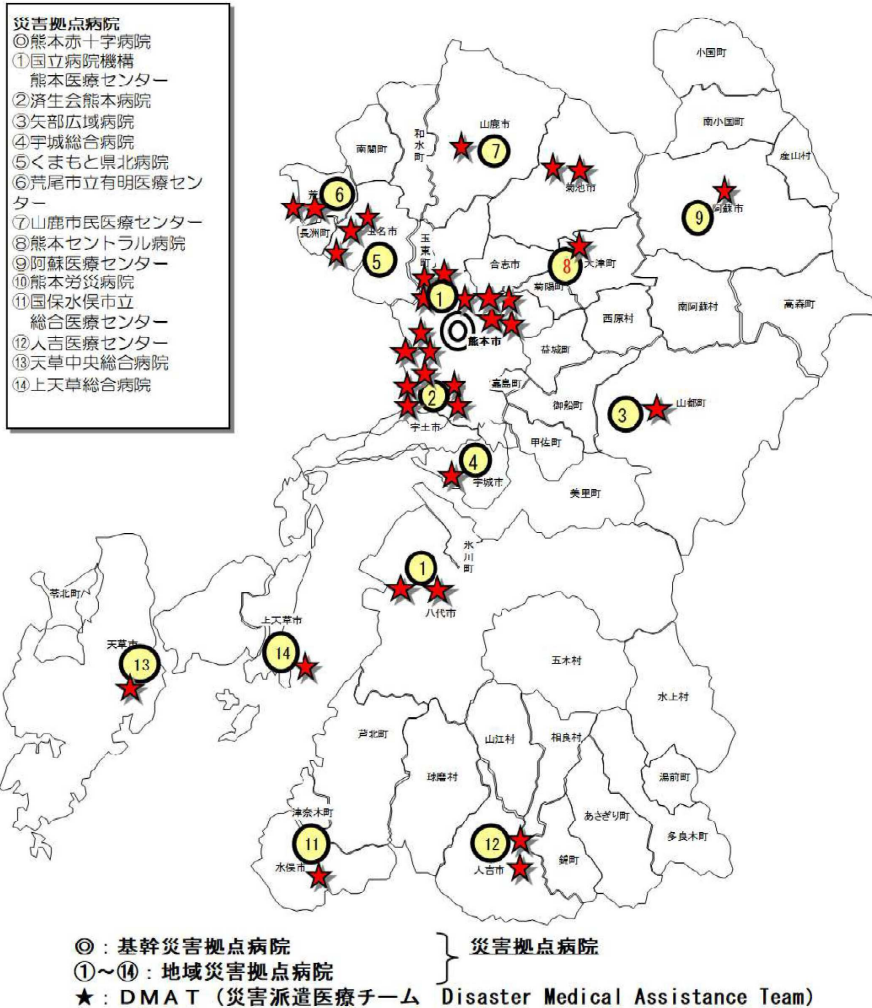 災害拠点病院
◎熊本赤十字病院
①国立病院機構
熊本医療センター
②済生会熊本病院
③矢部広域病院
④宇城総合病院
⑤くまもと県北病院
⑥荒尾市立有明医療セン
ター
⑦山鹿市民医療センター
⑧熊本セントラル病院
⑨阿蘇医療センター
⑩熊本労災病院
⑪国保水俣市立
総合医療センター
⑫人吉医療センター
⑬天草中央総合病院
⑭上天草総合病院
小国町
南小国町
産山村
山鹿市
7
和水町
南関町
菊池市
阿蘇市
9
荒
6
長洲町
玉名市
5
玉東町
合志市
8
大津町
菊陽町
1
熊本市
西原村
南阿蘇村
高森町
益城町
嘉島町
御船町
2
宇土市
甲佐町
3
山都町
4
宇城市
美里町
氷川町
1
八代市
苓北町
天草市
13
上天草市
14
五木村
水上村
芦北町
球磨村
山江村
相良村
湯前町
あさぎり町
多良木町
津奈木町
11
水俣市
12
人吉市
錦町
◎：基幹災害拠点病院
①～⑭：地域災害拠点病院
災害拠点病院
★：ＤＭＡＴ（災害派遣医療チーム Disaster Medical Assistance Team)